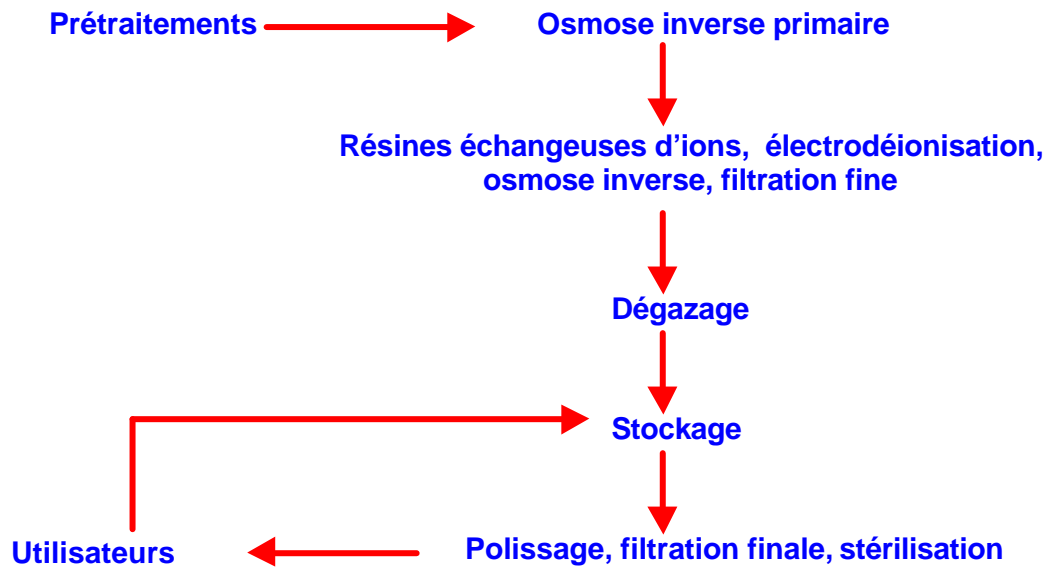 Prétraitements
Osmose inverse primaire
Résines échangeuses d'ions, électrodéionisation,
osmose inverse, filtration fine
Dégazage
Stockage
Utilisateurs
Polissage, filtration finale, stérilisation